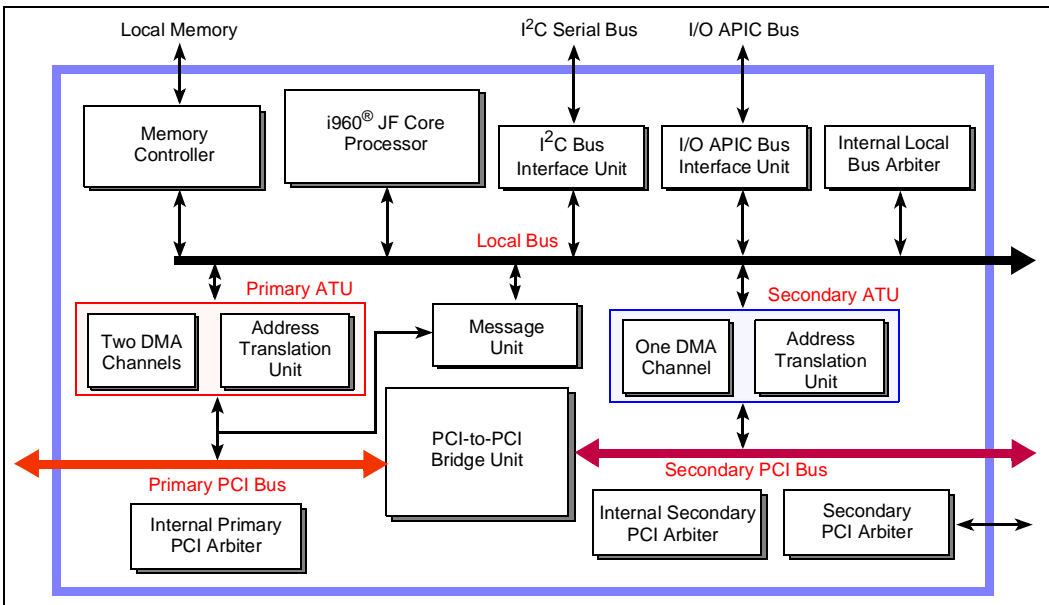 Local Memory
I²C Serial Bus
I/O APIC Bus
Memory
Controller
i960® JF Core
Processor
I²C Bus
Interface Unit
I/O APIC Bus
Interface Unit
Internal Local
Bus Arbiter
Local Bus
Primary ATU
Secondary ATU
Two DMA
Channels
Address
Translation
Unit
Message
Unit
One DMA
Channel
Address
Translation
Unit
PCI-to-PCI
Bridge Unit
Primary PCI Bus
Secondary PCI Bus
Internal Primary
PCI Arbiter
Internal Secondary
PCI Arbiter
Secondary
PCI Arbiter